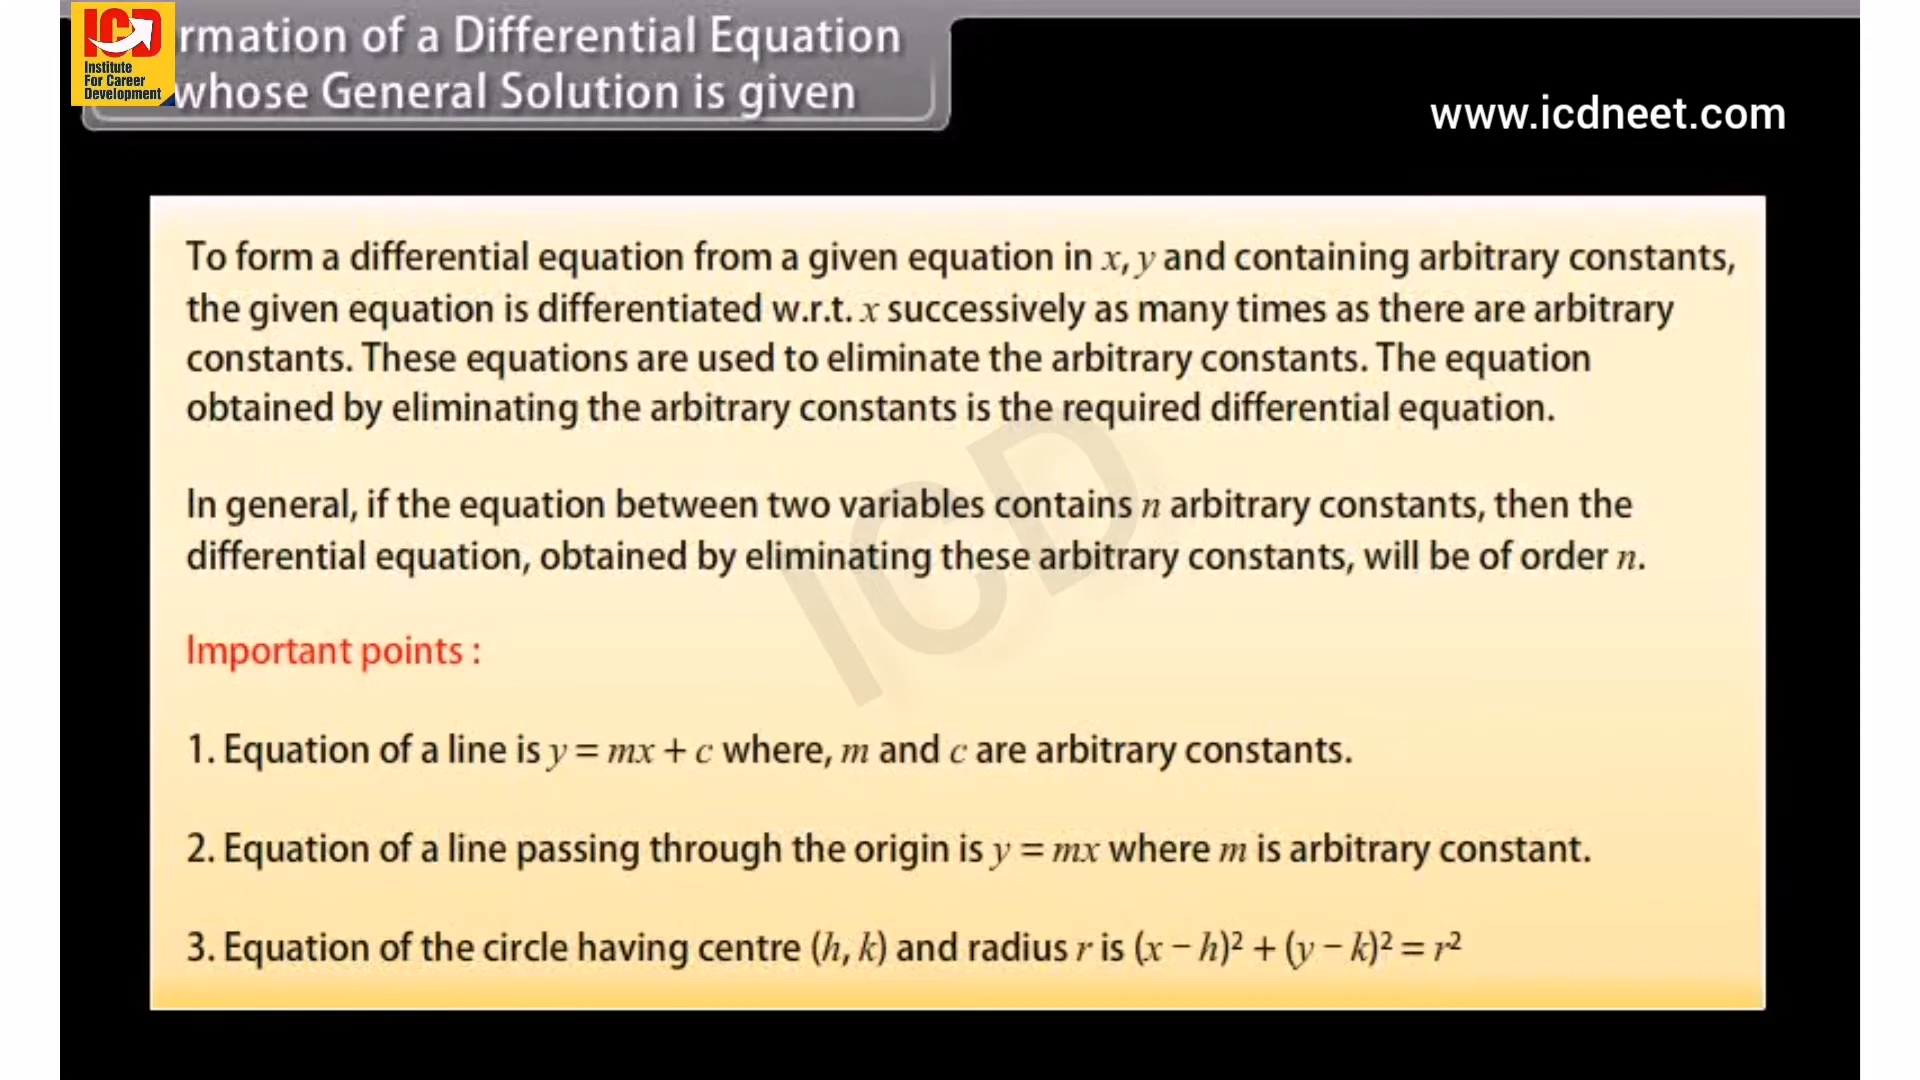 ICD
Institute
For Career
Development
rmation of a Differential Equation
whose General Solution is given
www.icdneet.com
To form a differential equation from a given equation in x, y and containing arbitrary constants,
the given equation is differentiated w.r.t. x successively as many times as there are arbitrary
constants. These equations are used to eliminate the arbitrary constants. The equation
obtained by eliminating the arbitrary constants is the required differential equation.
In general, if the equation between two variables contains n arbitrary constants, then the
differential equation, obtained by eliminating these arbitrary constants, will be of order n.
Important points :
1. Equation of a line is y = mx + c where, m and c are arbitrary constants.
2. Equation of a line passing through the origin is y = mx where m is arbitrary constant.
3. Equation of the circle having centre (h, k) and radius r is (x − h)² + (y − k)² = r²
ICD